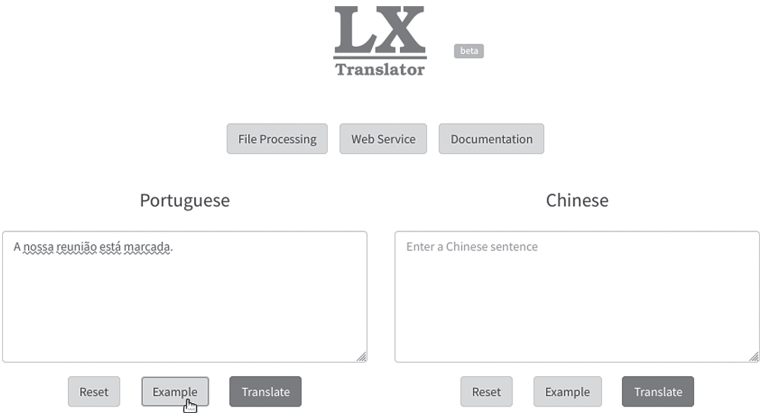 LX
Translator
beta
File Processing Web Service Documentation
Portuguese
Chinese
A nossa reunião está marcada.
Enter a Chinese sentence
Reset Example Translate
Reset Example Translate